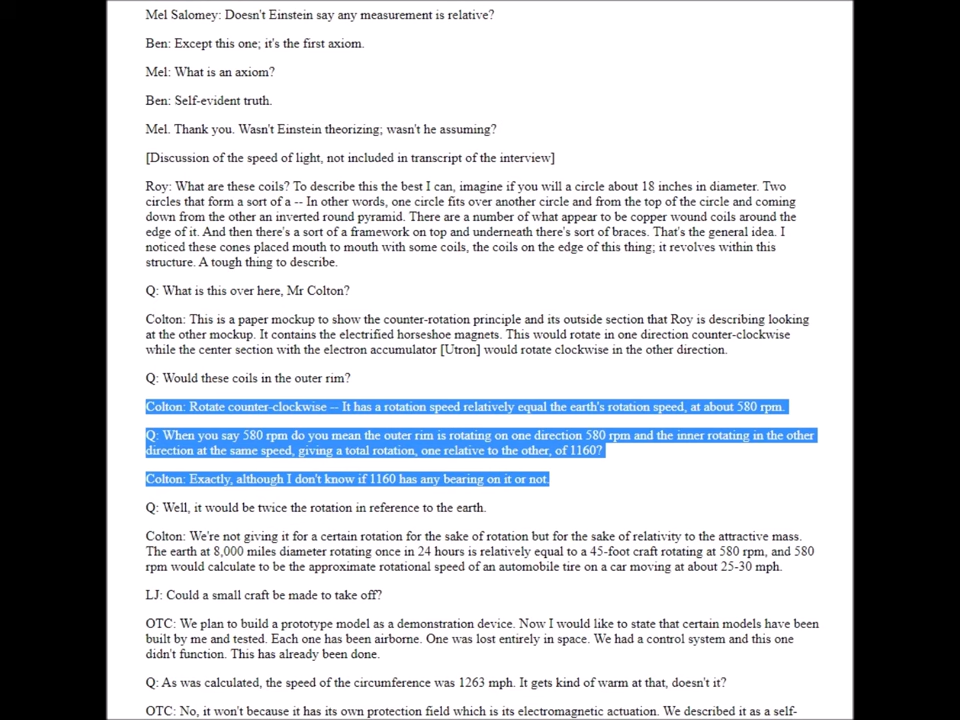 Mel Salomey: Doesn't Einstein say any measurement is relative?
Ben: Except this one; it's the first axiom.
Mel: What is an axiom?
Ben: Self-evident truth.
Mel. Thank you. Wasn't Einstein theorizing; wasn't he assuming?
[Discussion of the speed of light, not included in transcript of the interview]
Roy: What are these coils? To describe this the best I can, imagine if you will a circle about 18 inches in diameter. Two
circles that form a sort of a -- In other words, one circle fits over another circle and from the top of the circle and coming
down from the other an inverted round pyramid. There are a number of what appear to be copper wound coils around the
edge of it. And then there's a sort of a framework on top and underneath there's sort of braces. That's the general idea. I
noticed these cones placed mouth to mouth with some coils, the coils on the edge of this thing; it revolves within this
structure. A tough thing to describe.
Q: What is this over here, Mr Colton?
Colton: This is a paper mockup to show the counter-rotation principle and its outside section that Roy is describing looking
at the other mockup. It contains the electrified horseshoe magnets. This would rotate in one direction counter-clockwise
while the center section with the electron accumulator [Utron] would rotate clockwise in the other direction.
Q: Would these coils in the outer rim?
Colton: Rotate counter-clockwise -- It has a rotation speed relatively equal the earth's rotation speed, at about 580 rpm.
Q: When you say 580 rpm do you mean the outer rim is rotating on one direction 580 rpm and the inner rotating in the other
direction at the same speed, giving a total rotation, one relative to the other, of 1160?
Colton: Exactly, although I don't know if 1160 has any bearing on it or not.
Q: Well, it would be twice the rotation in reference to the earth.
Colton: We're not giving it for a certain rotation for the sake of rotation but for the sake of relativity to the attractive mass.
The earth at 8,000 miles diameter rotating once in 24 hours is relatively equal to a 45-foot craft rotating at 580 rpm, and 580
rpm would calculate to be the approximate rotational speed of an automobile tire on a car moving at about 25-30 mph.
LJ: Could a small craft be made to take off?
OTC: We plan to build a prototype model as a demonstration device. Now I would like to state that certain models have been
built by me and tested. Each one has been airborne. One was lost entirely in space. We had a control system and this one
didn't function. This has already been done.
Q: As was calculated, the speed of the circumference was 1263 mph. It gets kind of warm at that, doesn't it?
OTC: No, it won't because it has its own protection field which is its electromagnetic actuation. We described it as a self-